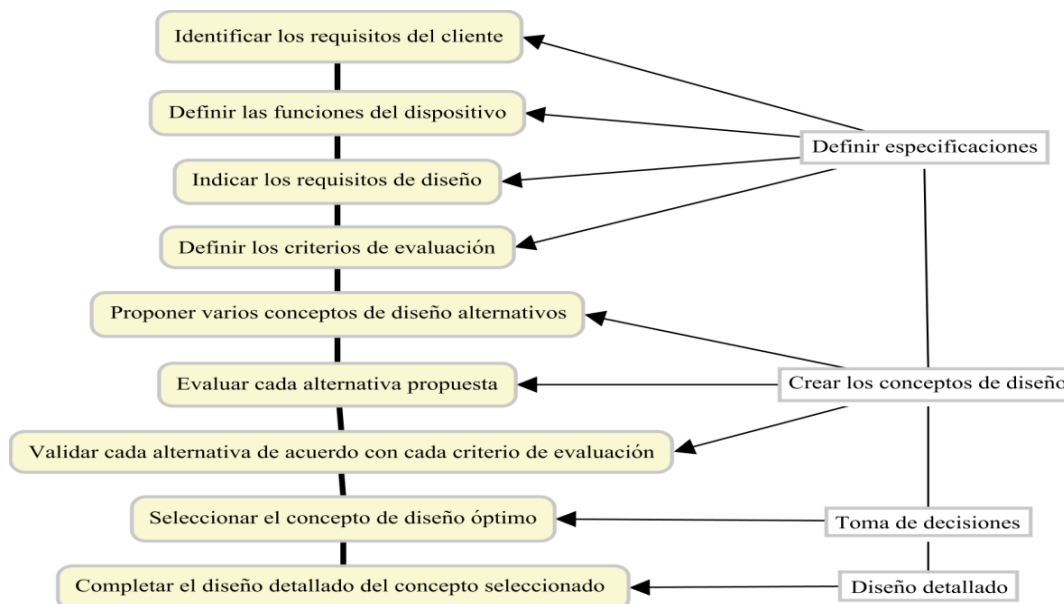 Identificar los requisitos del cliente
Definir las funciones del dispositivo
Definir especificaciones
Indicar los requisitos de diseño
Definir los criterios de evaluación
Proponer varios conceptos de diseño alternativos
Evaluar cada alternativa propuesta
Crear los conceptos de diseño
Validar cada alternativa de acuerdo con cada criterio de evaluación
Seleccionar el concepto de diseño óptimo
Toma de decisiones
Completar el diseño detallado del concepto seleccionado
Diseño detallado